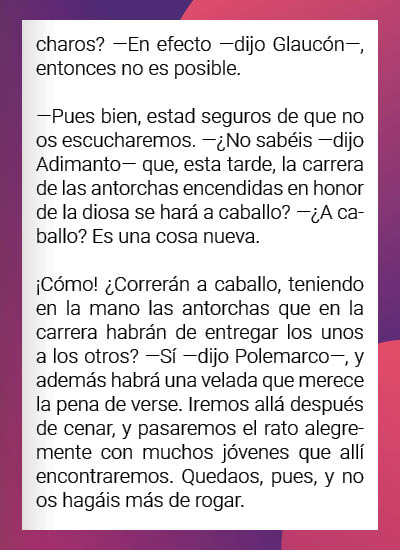 charos? —En efecto —dijo Glaucón—,
entonces no es posible.
—Pues bien, estad seguros de que no
os escucharemos. —¿No sabéis —dijo
Adimanto— que, esta tarde, la carrera
de las antorchas encendidas en honor
de la diosa se hará a caballo? —¿A ca-
ballo? Es una cosa nueva.
¡Cómo! ¿Correrán a caballo, teniendo
en la mano las antorchas que en la
carrera habrán de entregar los unos
a los otros? —Sí —dijo Polemarco—, y
además habrá una velada que merece
la pena de verse. Iremos allá después
de cenar, y pasaremos el rato alegre-
mente con muchos jóvenes que allí
encontraremos. Quedaos, pues, y no
os hagáis más de rogar.